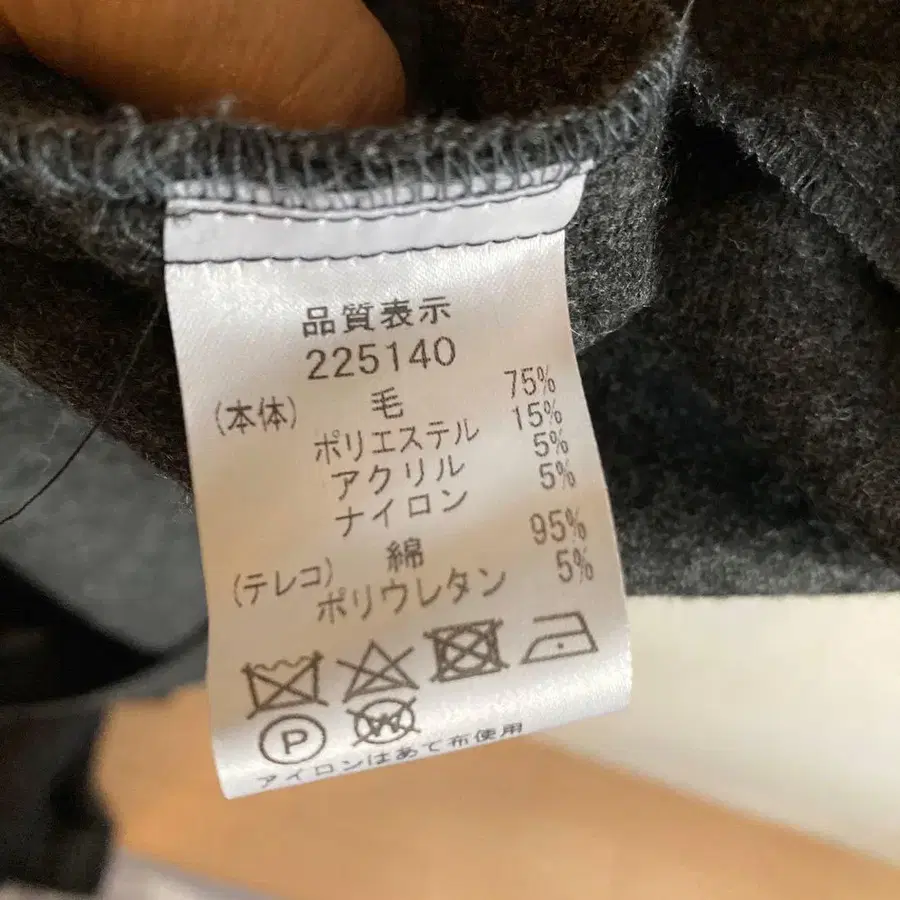 品質表示
225140
(本体) 毛 75%
ポリエステル 15%
アクリル 5%
ナイロン 5%
(テレコ) 綿 95%
ポリウレタン 5%
P W
アイロンはあて布使用